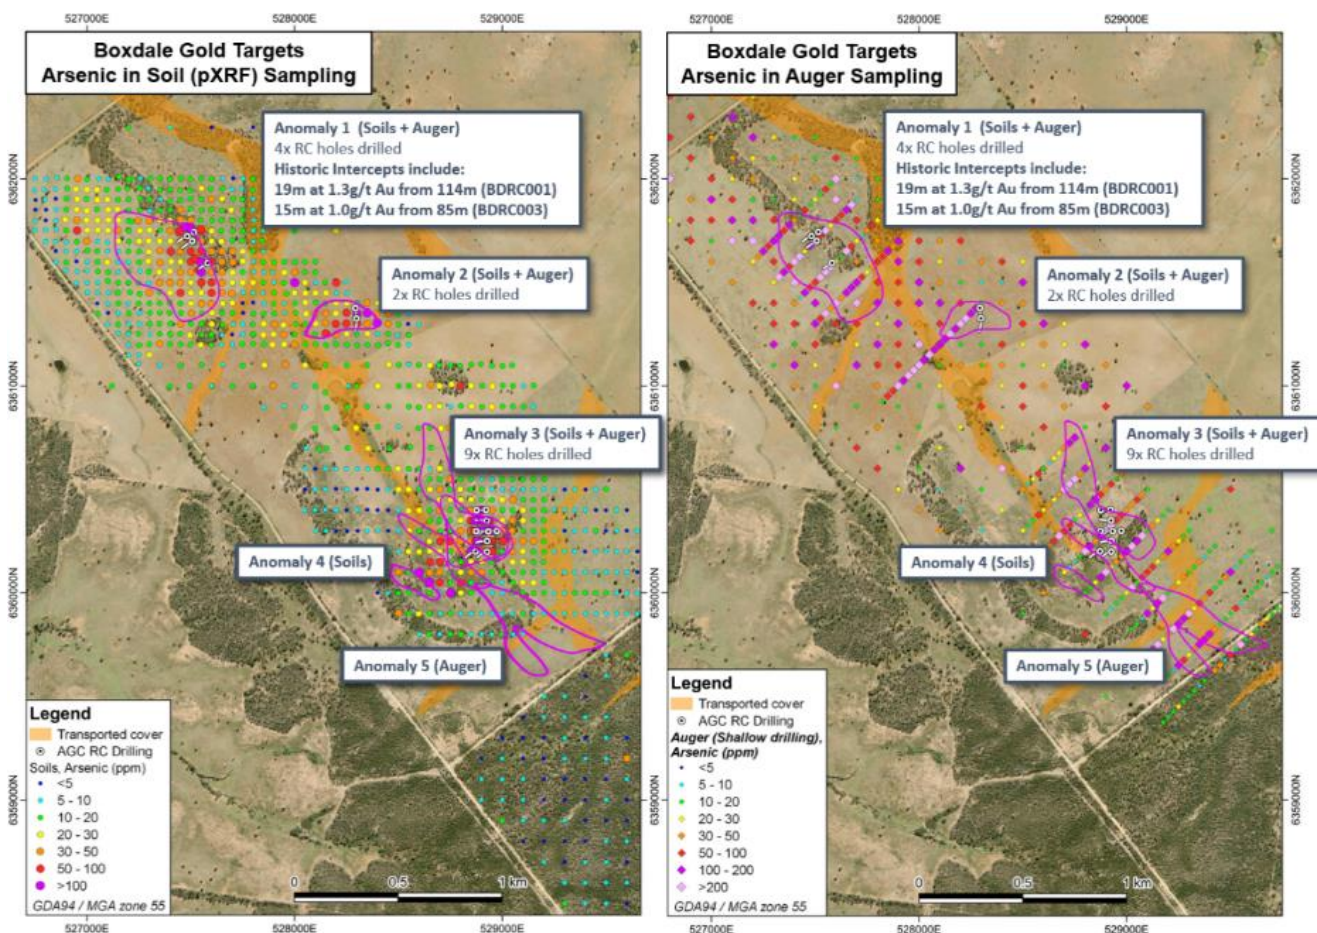 527000E
528000E
529000E
Boxdale Gold Targets
Arsenic in Soil (pXRF) Sampling
Anomaly 1 (Soils + Auger)
4x RC holes drilled
Historic Intercepts include:
19m at 1.3g/t Au from 114m (BDRC001)
15m at 1.0g/t Au from 85m (BDRC003)
Anomaly 2 (Soils + Auger)
2x RC holes drilled
Anomaly 3 (Soils + Auger)
9x RC holes drilled
Anomaly 4 (Soils)
Anomaly 5 (Auger)
6362000N
6361000N
6360000N
6359000N
Legend
Transported cover
AGC RC Drilling
Soils, Arsenic (ppm)
<5
5 - 10
10 - 20
20 - 30
30 - 50
50 - 100
>100
GDA94 / MGA zone 55
0 0.5 1 km
527000E
528000E
529000E
527000E
528000E
529000E
Boxdale Gold Targets
Arsenic in Auger Sampling
Anomaly 1 (Soils + Auger)
4x RC holes drilled
Historic Intercepts include:
19m at 1.3g/t Au from 114m (BDRC001)
15m at 1.0g/t Au from 85m (BDRC003)
Anomaly 2 (Soils + Auger)
2x RC holes drilled
Anomaly 3 (Soils + Auger)
9x RC holes drilled
Anomaly 4 (Soils)
Anomaly 5 (Auger)
6362000N
6361000N
6360000N
6359000N
Legend
Transported cover
AGC RC Drilling
Auger (Shallow drilling),
Arsenic (ppm)
<5
5 - 10
10 - 20
20 - 30
30 - 50
50 - 100
100 - 200
>200
GDA94 / MGA zone 55
0 0.5 1 km
527000E
528000E
529000E